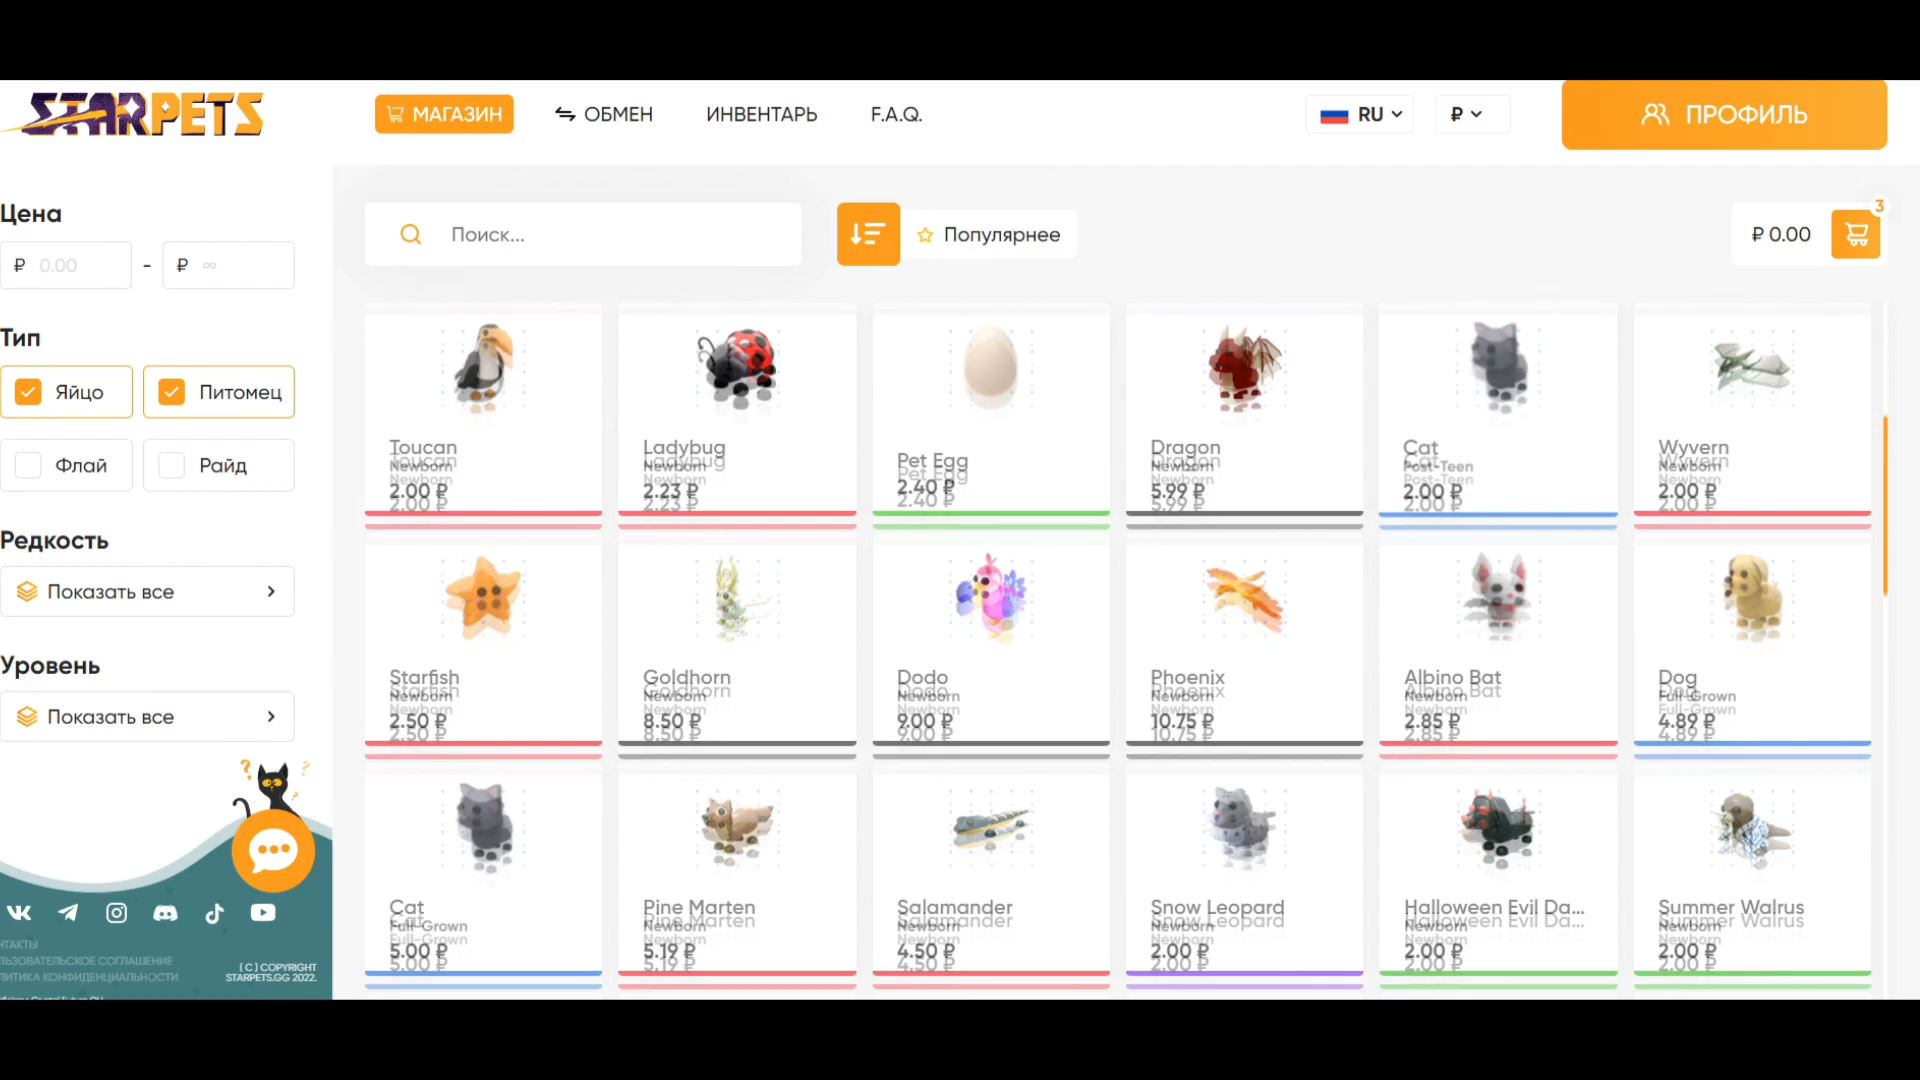 STARPETS
МАГАЗИН
ОБМЕН
ИНВЕНТАРЬ
F.A.Q.
RU
₽
ПРОФИЛЬ
Цена
₽ 0.00 - ₽ ∞
Тип
Яйцо
Питомец
Флай
Райд
Редкость
Показать все
Уровень
Показать все
Поиск...
Популярнее
₽ 0.00
3
Toucan
Newborn
2.00 ₽
Ladybug
Newborn
2.23 ₽
Pet Egg
2.40 ₽
Dragon
Newborn
5.99 ₽
Cat
Post-Teen
2.00 ₽
Wyvern
Newborn
2.00 ₽
Starfish
Newborn
2.50 ₽
Goldhorn
Newborn
8.50 ₽
Dodo
Newborn
9.00 ₽
Phoenix
Newborn
10.75 ₽
Albino Bat
Newborn
2.85 ₽
Dog
Full-Grown
4.89 ₽
Cat
Full-Grown
5.00 ₽
Pine Marten
Newborn
5.19 ₽
Salamander
Newborn
4.50 ₽
Snow Leopard
Newborn
2.00 ₽
Halloween Evil Da...
Newborn
2.00 ₽
Summer Walrus
Newborn
2.00 ₽
НТАКТЫ
ЛЬЗОВАТЕЛЬСКОЕ СОГЛАШЕНИЕ
ЛИТИКА КОНФИДЕНЦИАЛЬНОСТИ
( C ) COPYRIGHT
STARPETS.GG 2022.